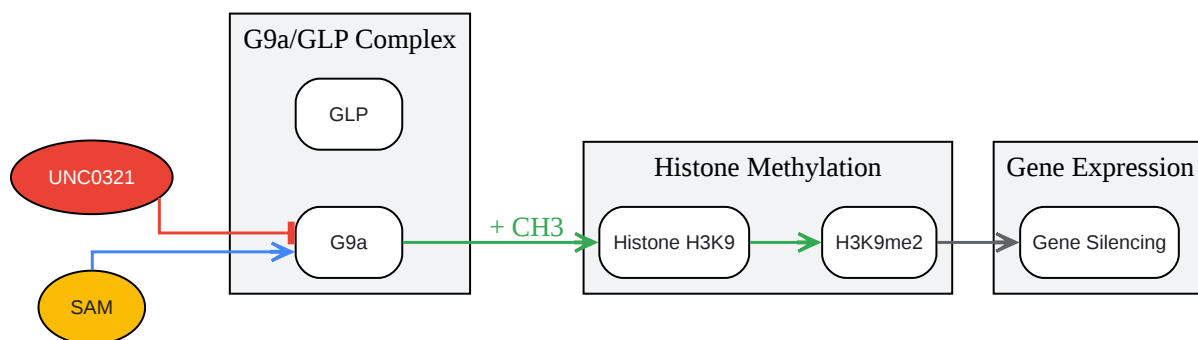 G9a/GLP Complex
GLP
UNC0321
Histone Methylation
Gene Expression
G9a
+ CH3
Histone H3K9
H3K9me2
Gene Silencing
SAM